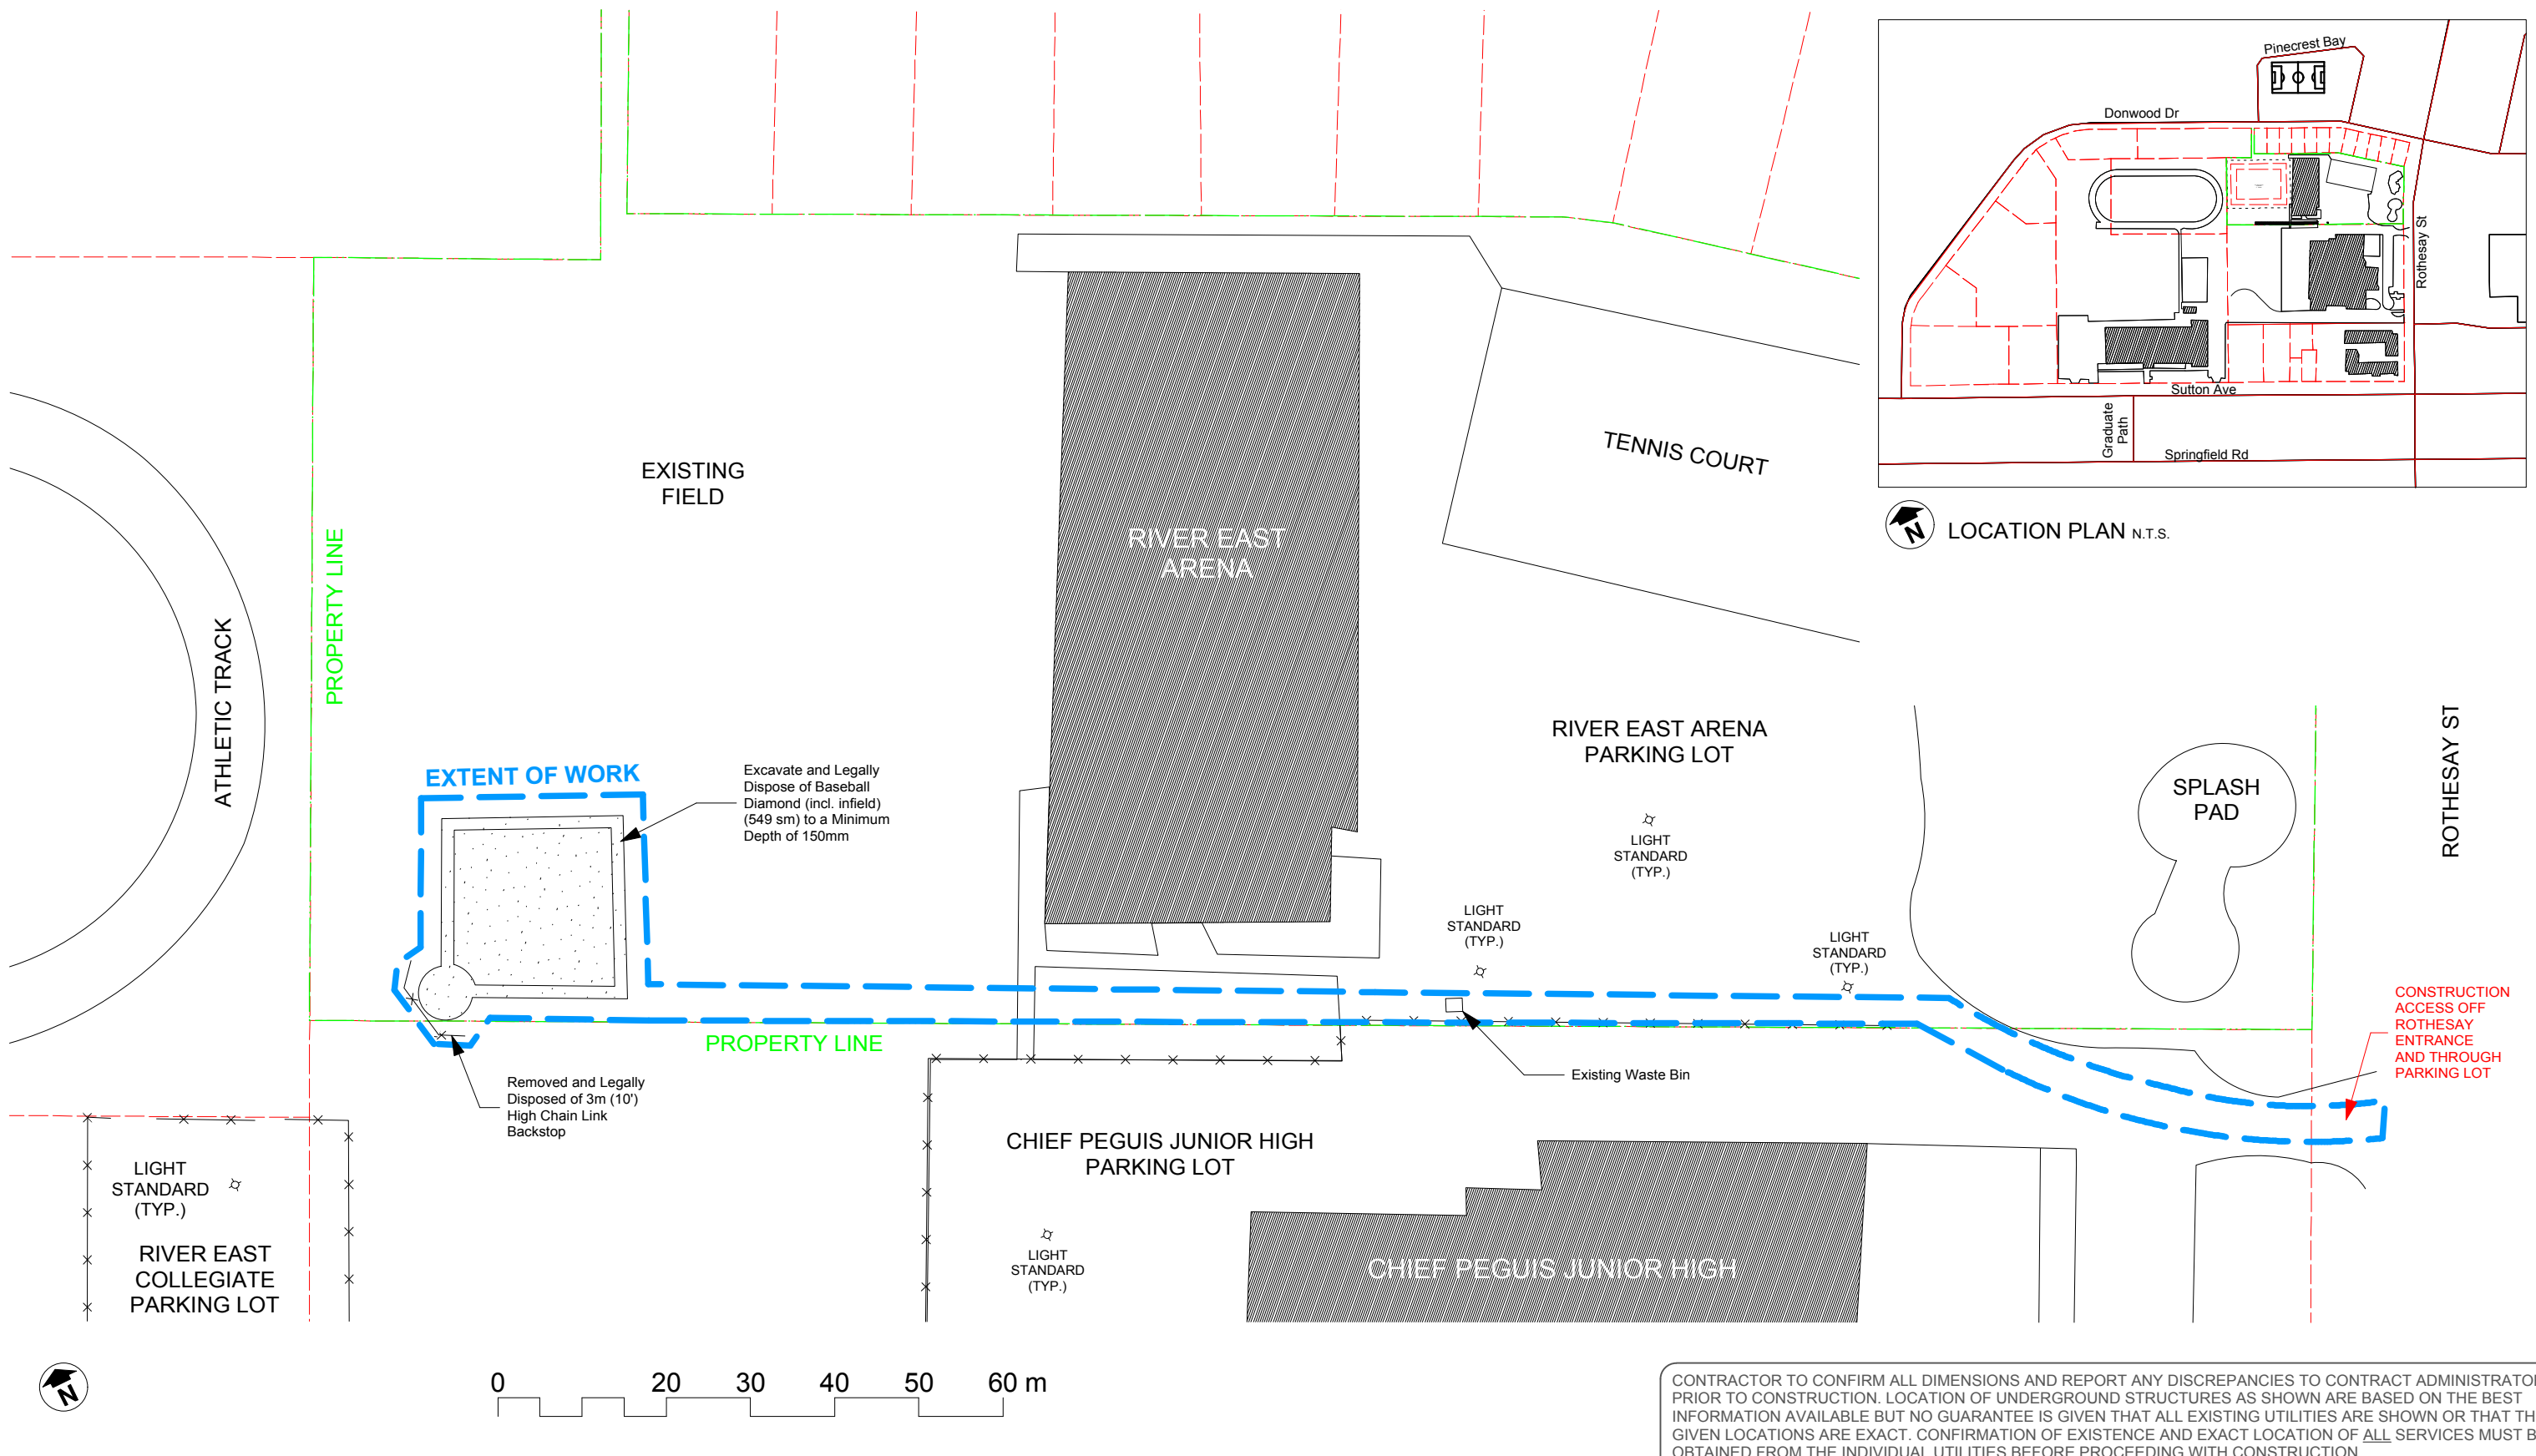 Pinecrest Bay
Donwood Dr
Rothesay St
Sutton Ave
Graduate
Path
Springfield Rd
N
LOCATION PLAN N.T.S.
EXISTING
FIELD
RIVER EAST
ARENA
TENNIS COURT
PROPERTY LINE
ATHLETIC TRACK
EXTENT OF WORK
Excavate and Legally
Dispose of Baseball
Diamond (incl. infield)
(549 sm) to a Minimum
Depth of 150mm
RIVER EAST ARENA
PARKING LOT
LIGHT
STANDARD
(TYP.)
LIGHT
STANDARD
(TYP.)
LIGHT
STANDARD
(TYP.)
SPLASH
PAD
ROTHESAY ST
CONSTRUCTION
ACCESS OFF
ROTHESAY
ENTRANCE
AND THROUGH
PARKING LOT
PROPERTY LINE
Existing Waste Bin
Removed and Legally
Disposed of 3m (10')
High Chain Link
Backstop
CHIEF PEGUIS JUNIOR HIGH
PARKING LOT
LIGHT
STANDARD
(TYP.)
RIVER EAST
COLLEGIATE
PARKING LOT
LIGHT
STANDARD
(TYP.)
CHIEF PEGUIS JUNIOR HIGH
N
0 20 30 40 50 60 m
CONTRACTOR TO CONFIRM ALL DIMENSIONS AND REPORT ANY DISCREPANCIES TO CONTRACT ADMINISTRATO
PRIOR TO CONSTRUCTION. LOCATION OF UNDERGROUND STRUCTURES AS SHOWN ARE BASED ON THE BEST
INFORMATION AVAILABLE BUT NO GUARANTEE IS GIVEN THAT ALL EXISTING UTILITIES ARE SHOWN OR THAT TH
GIVEN LOCATIONS ARE EXACT. CONFIRMATION OF EXISTENCE AND EXACT LOCATION OF ALL SERVICES MUST B
OBTAINED FROM THE INDIVIDUAL UTILITIES BEFORE PROCEEDING WITH CONSTRUCTION